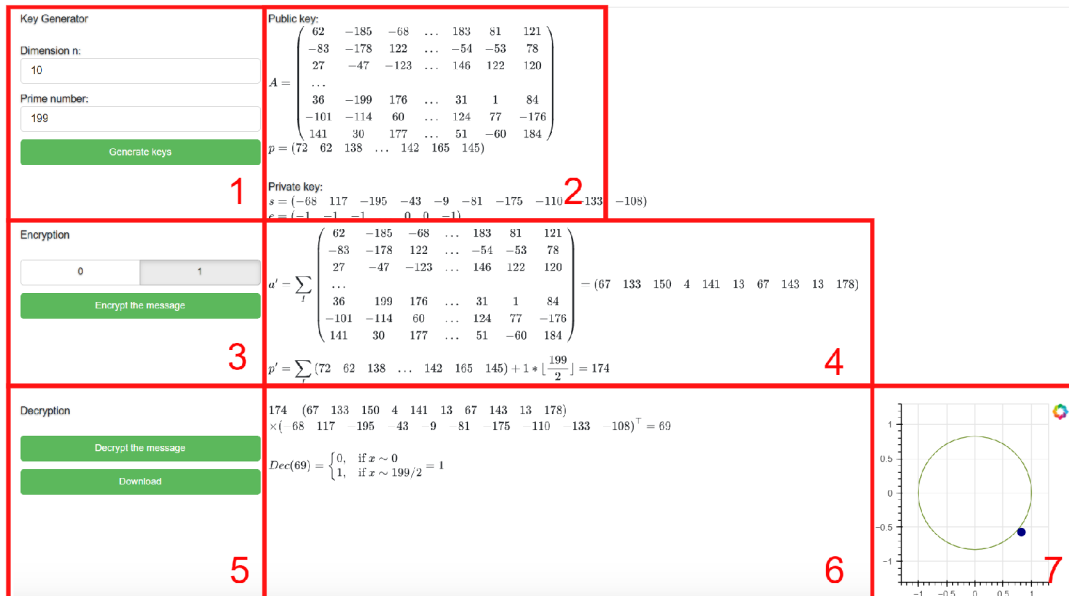 Key Generator
Dimension n:
10
Prime number:
199
Generate keys
1
Public key:
62 −185 −68 … 183 81 121
−83 −178 122 … −54 −53 78
27 −47 −123 … 146 122 120
A =
…
36 −199 176 … 31 1 84
−101 −114 60 … 124 77 −176
141 30 177 … 51 −60 184
p = (72 62 138 … 142 165 145)
Private key:
s = (−68 117 −195 −43 −9 −81 −175 −110 −133 −108)
e = (−1 −1 −1 0 0 −1)
2
Encryption
0 1
Encrypt the message
3
62 −185 −68 … 183 81 121
−83 −178 122 … −54 −53 78
27 −47 −123 … 146 122 120
a′ = ∑ … = (67 133 150 4 141 13 67 143 13 178)
36 199 176 … 31 1 84
−101 −114 60 … 124 77 −176
141 30 177 … 51 −60 184
p′ = ∑ (72 62 138 … 142 165 145) + 1 * ⌊199/2⌋ = 174
4
Decryption
Decrypt the message
Download
5
174 (67 133 150 4 141 13 67 143 13 178)
×(−68 117 −195 −43 −9 −81 −175 −110 −133 −108)⊤ = 69
Dec(69) = {0, if x ∼ 0
1, if x ∼ 199/2 = 1
6
1
0.5
0
−0.5
−1
−1 −0.5 0 0.5 1
7